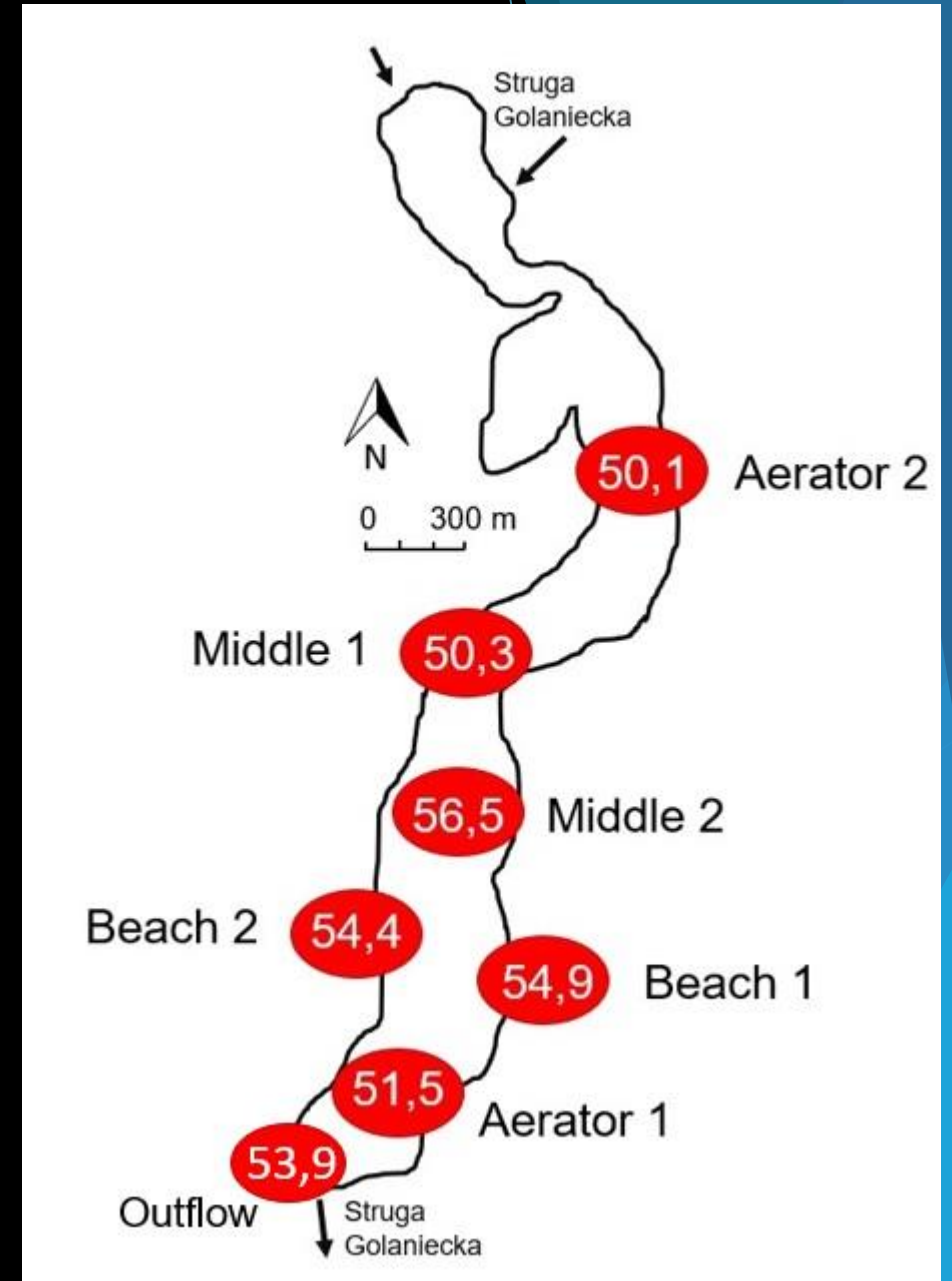 Struga
Golaniecka
N
0 300 m
50,1 Aerator 2
Middle 1 50,3
56,5 Middle 2
Beach 2 54,4
54,9 Beach 1
51,5 Aerator 1
53,9
Outflow
Struga
Golaniecka